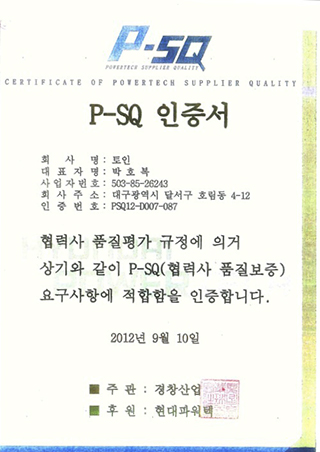 P-SQ
POWERTECH SUPPLIER QUALITY
CERTIFICATE OF POWERTECH SUPPLIER QUALITY
P-SQ 인증서
회 사 명 : 토인
대 표 자 명 : 박 호 복
사 업 자 번 호 : 503-85-26243
회 사 주 소 : 대구광역시 달서구 호림동 4-12
인 증 번 호 : PSQ12-D007-087
협력사 품질평가 규정에 의거
상기와 같이 P-SQ(협력사 품질보증)
요구사항에 적합함을 인증합니다.
2012년 9월 10일
주 관 : 경창산업
후 원 : 현대파워텍